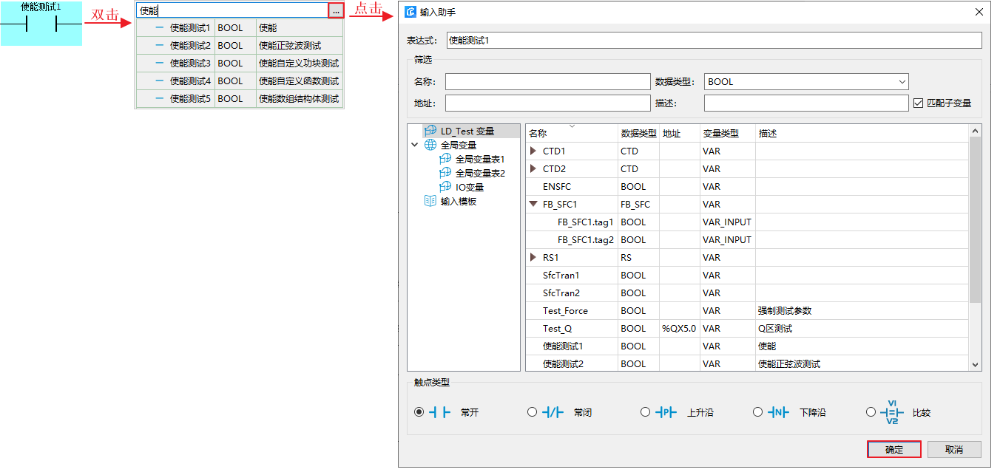 使能测试1
双击
使能
...
使能测试1 BOOL 使能
使能测试2 BOOL 使能正弦波测试
使能测试3 BOOL 使能自定义功块测试
使能测试4 BOOL 使能自定义函数测试
使能测试5 BOOL 使能数组结构体测试
点击
输入助手
表达式: 使能测试1
筛选
名称: 数据类型: BOOL
地址: 描述: 匹配子变量
LD_Test 变量
全局变量
全局变量表1
全局变量表2
IO变量
输入模板
名称 数据类型 地址 变量类型 描述
CTD1 CTD VAR
CTD2 CTD VAR
ENSFC BOOL VAR
FB_SFC1 FB_SFC VAR
FB_SFC1.tag1 BOOL VAR_INPUT
FB_SFC1.tag2 BOOL VAR_INPUT
RS1 RS VAR
SfcTran1 BOOL VAR
SfcTran2 BOOL VAR
Test_Force BOOL VAR 强制测试参数
Test_Q BOOL %QX5.0 VAR Q区测试
使能测试1 BOOL VAR 使能
使能测试2 BOOL VAR 使能正弦波测试
触点类型
常开 常闭 P 上升沿 N 下降沿 V1 = V2 比较
确定 取消